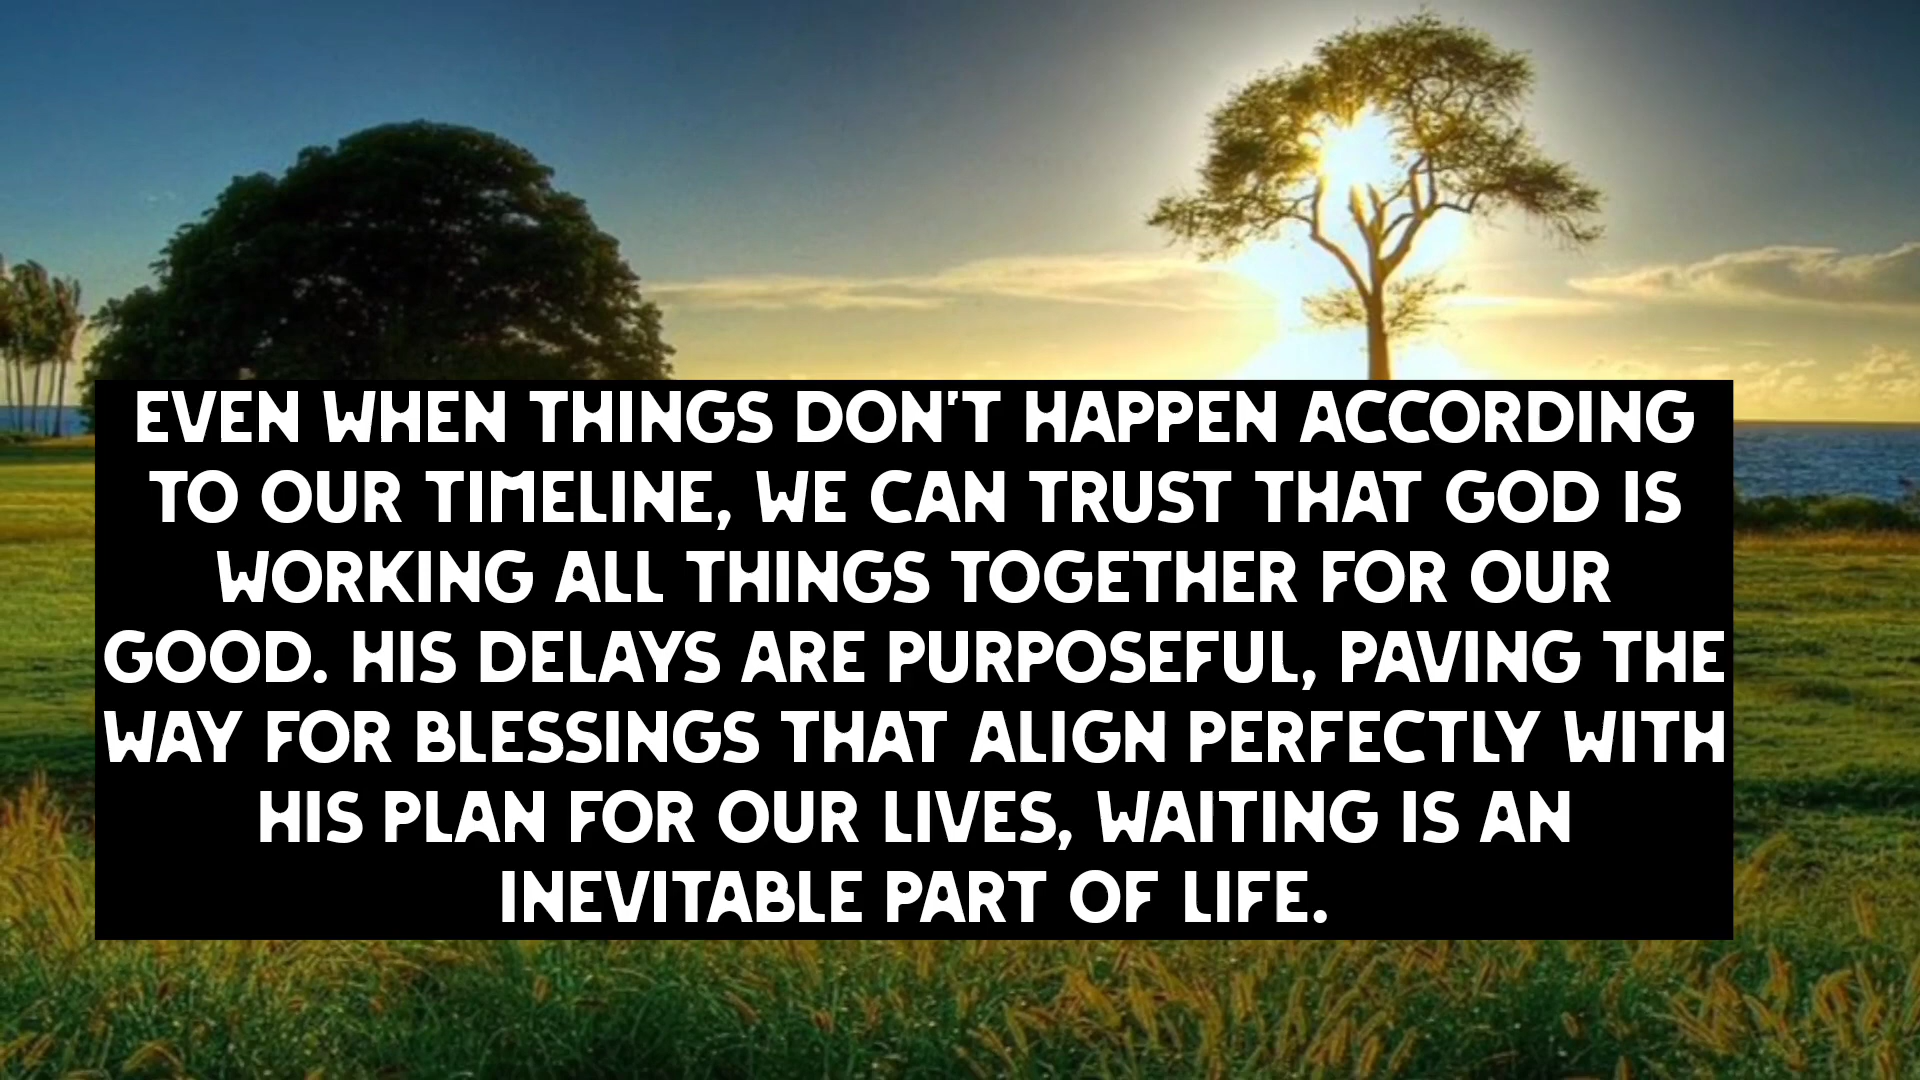 EVEN WHEN THINGS DON'T HAPPEN ACCORDING
TO OUR TIMELINE, WE CAN TRUST THAT GOD IS
WORKING ALL THINGS TOGETHER FOR OUR
GOOD. HIS DELAYS ARE PURPOSEFUL, PAVING THE
WAY FOR BLESSINGS THAT ALIGN PERFECTLY WITH
HIS PLAN FOR OUR LIVES, WAITING IS AN
INEVITABLE PART OF LIFE.